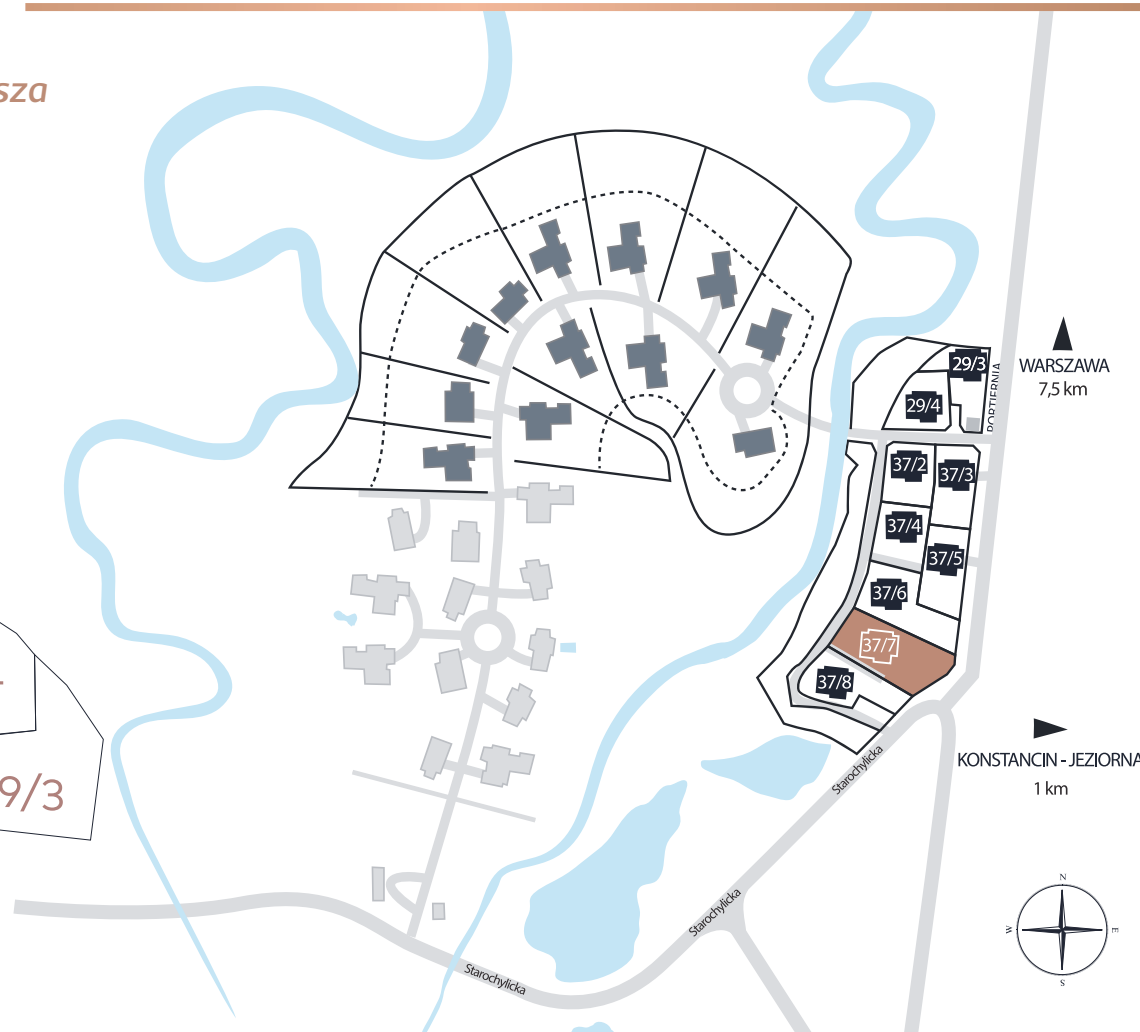 sza
29/3
WARSZAWA
7,5 km
PORTIERNIA
29/4
37/2
37/3
37/4
37/5
37/6
37/7
37/8
KONSTANCIN - JEZIORNA
1 km
Starochylicka
9/3
Starochylicka
Starochylicka
N
W
E
S